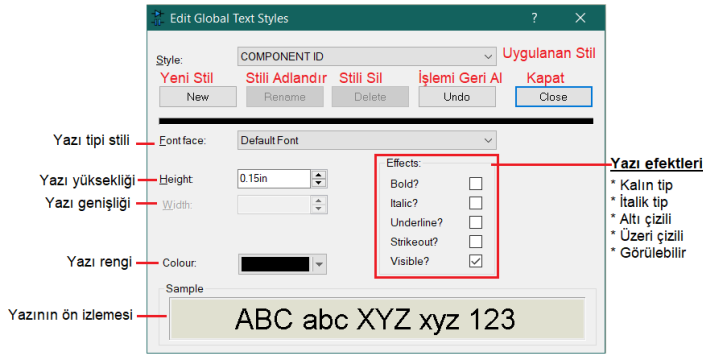 Edit Global Text Styles ? ×
Style: COMPONENT ID Uygulanan Stil
Yeni Stil Stili Adlandır Stili Sil İşlemi Geri Al Kapat
New Rename Delete Undo Close
Yazı tipi stili Font face: Default Font
Effects:
Yazı efektleri
Yazı yüksekliği Height: 0.15in Bold? * Kalın tip
Yazı genişliği Width: Italic? * İtalik tip
Underline? * Altı çizili
Strikeout? * Üzeri çizili
Yazı rengi Colour: Visible? * Görülebilir
Sample
Yazının ön izlemesi ABC abc XYZ xyz 123